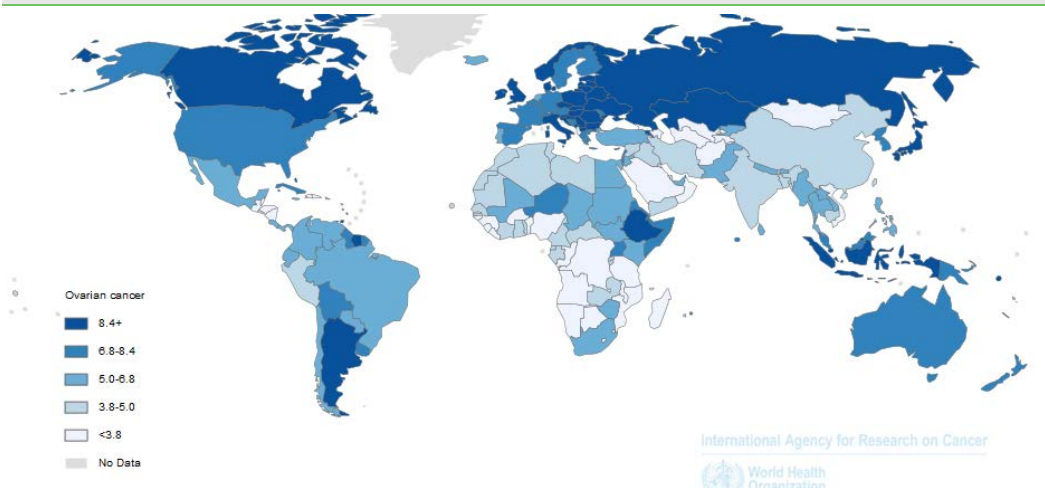 Ovarian cancer
8.4+
6.8-8.4
5.0-6.8
3.8-5.0
<3.8
No Data
International Agency for Research on Cancer
World Health
Organization